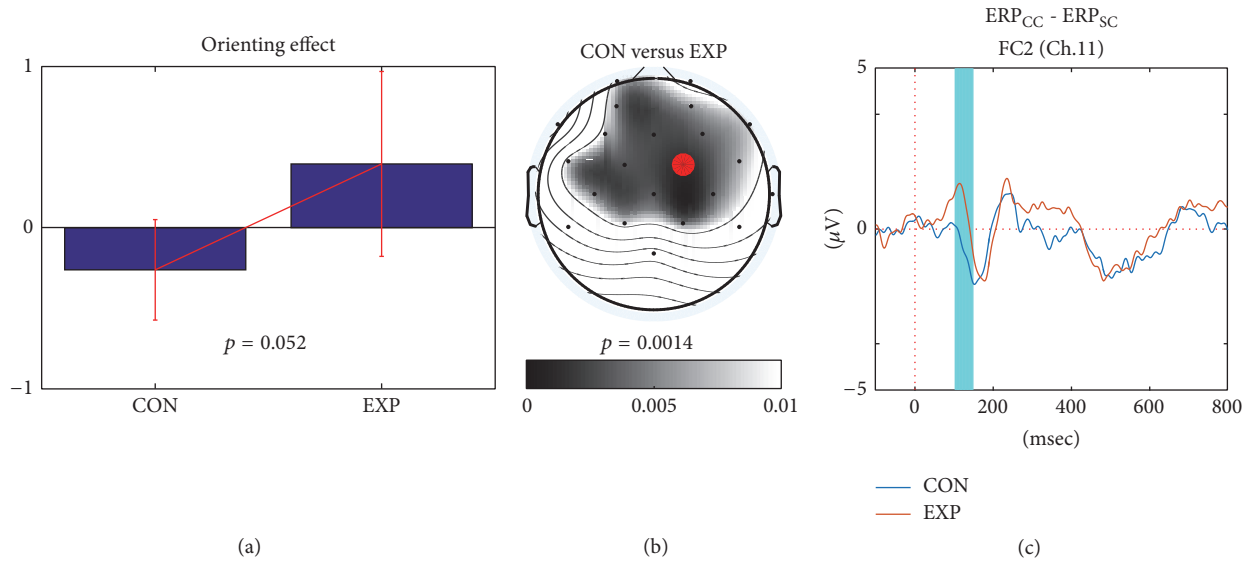 Orienting effect
1
0
−1
CON EXP
p = 0.052
(a)
CON versus EXP
p = 0.0014
0 0.005 0.01
(b)
ERP_CC - ERP_SC
FC2 (Ch.11)
5
0
−5
(μV)
0 200 400 600 800
(msec)
CON
EXP
(c)